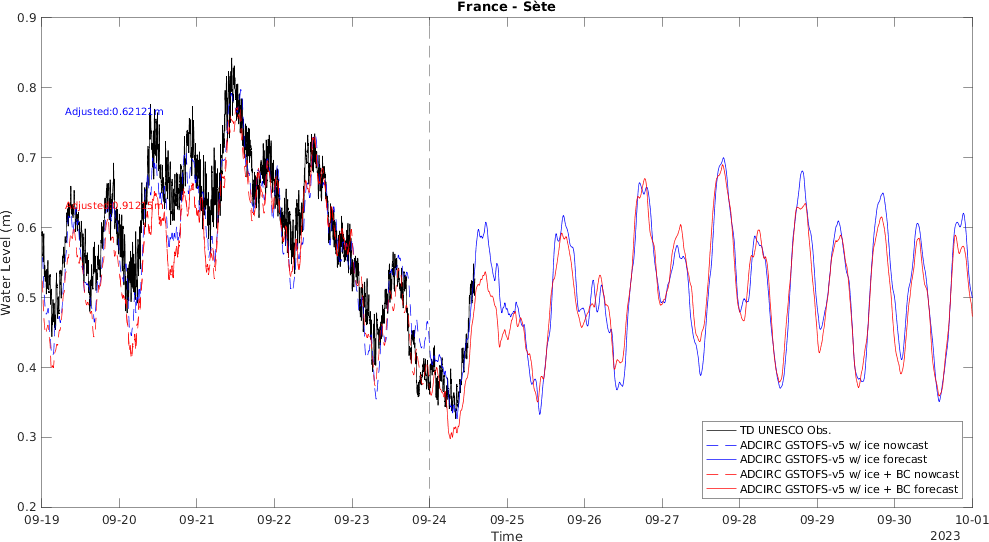 France - Sète
Water Level (m)
0.9
0.8
0.7
0.6
0.5
0.4
0.3
0.2
Adjusted:0.62122m
TD UNESCO Obs.
ADCIRC GSTOFS-v5 w/ ice nowcast
ADCIRC GSTOFS-v5 w/ ice forecast
ADCIRC GSTOFS-v5 w/ ice + BC nowcast
ADCIRC GSTOFS-v5 w/ ice + BC forecast
09-19 09-20 09-21 09-22 09-23 09-24 09-25 09-26 09-27 09-28 09-29 09-30 10-01
Time
2023